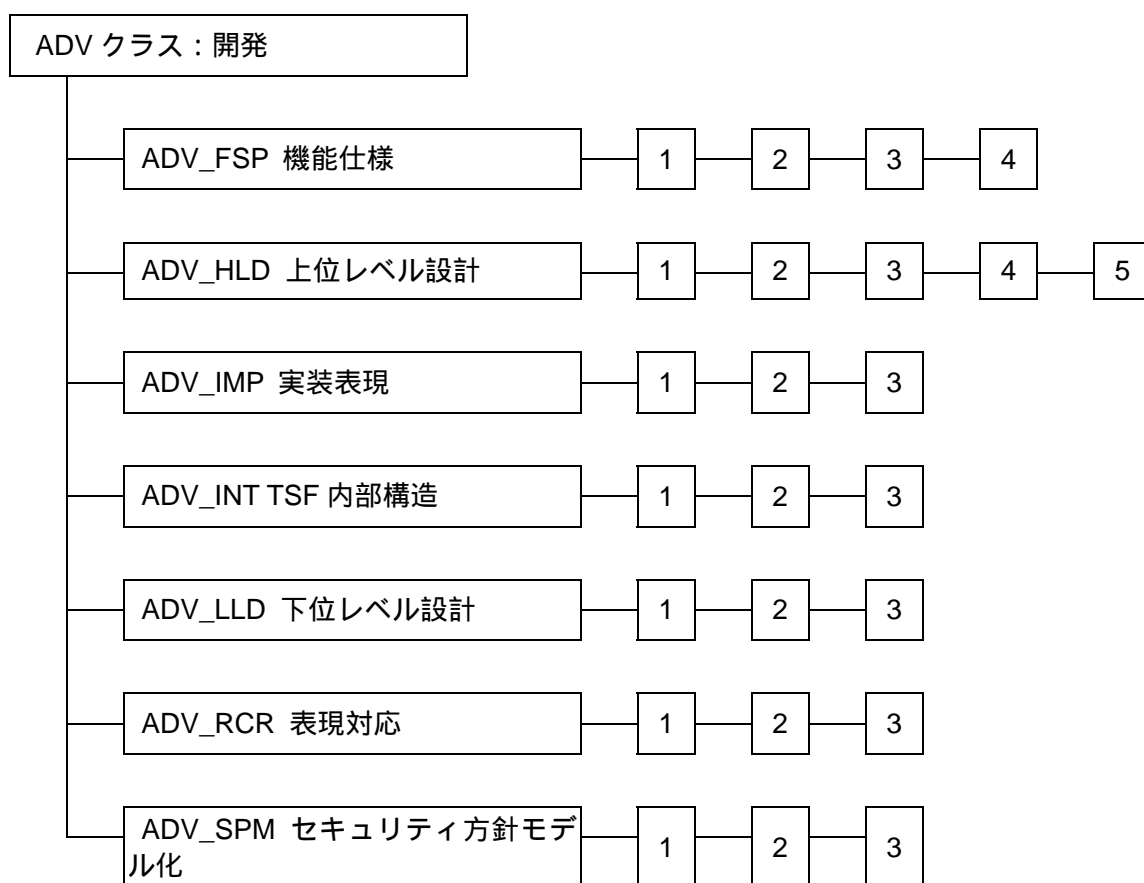 ADV クラス：開発
ADV_FSP 機能仕様 1 2 3 4
ADV_HLD 上位レベル設計 1 2 3 4 5
ADV_IMP 実装表現 1 2 3
ADV_INT TSF 内部構造 1 2 3
ADV_LLD 下位レベル設計 1 2 3
ADV_RCR 表現対応 1 2 3
ADV_SPM セキュリティ方針モデ
ル化 1 2 3